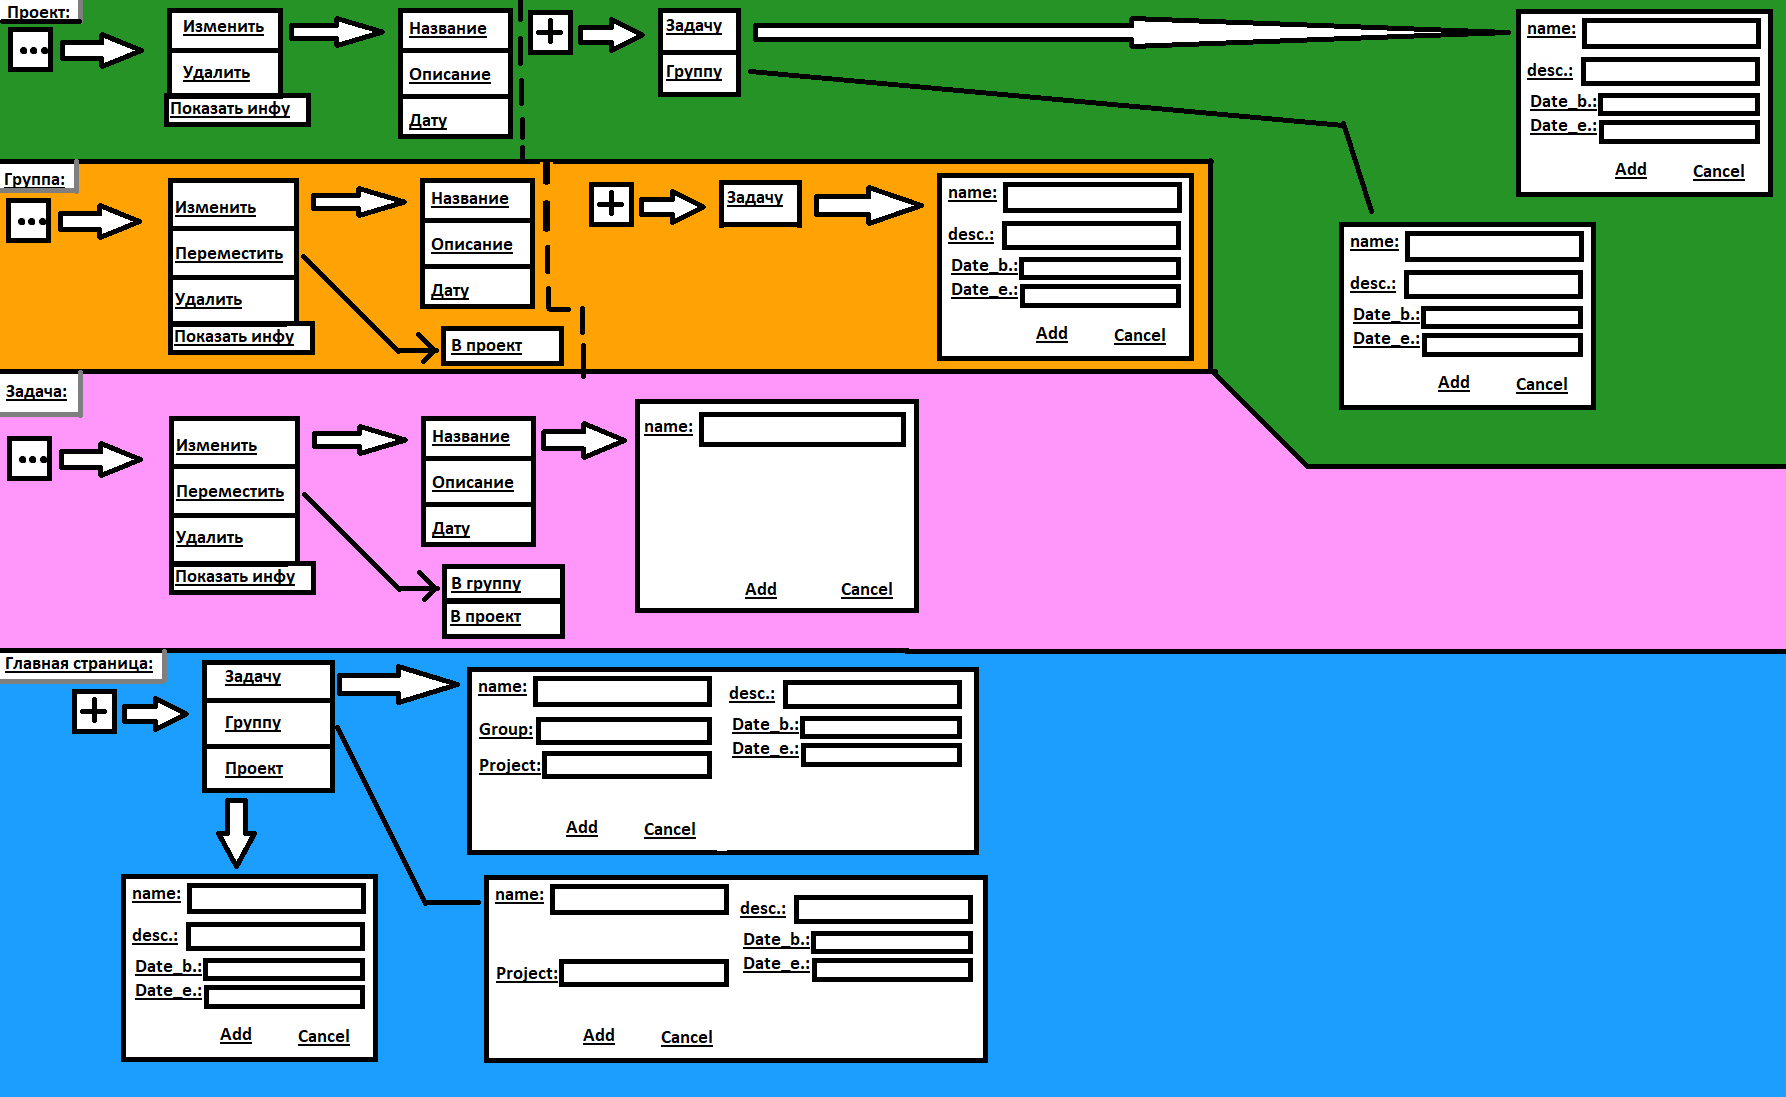 Проект:
...
Изменить
Удалить
Показать инфу
Название
Описание
Дату
+
Задачу
Группу
name:
desc.:
Date_b.:
Date_e.:
Add Cancel
name:
desc.:
Date_b.:
Date_e.:
Add Cancel
Группа:
...
Изменить
Переместить
Удалить
Показать инфу
Название
Описание
Дату
В проект
+
Задачу
name:
desc.:
Date_b.:
Date_e.:
Add Cancel
Задача:
...
Изменить
Переместить
Удалить
Показать инфу
Название
Описание
Дату
В группу
В проект
name:
Add Cancel
Главная страница:
+
Задачу
Группу
Проект
name:
Group:
Project:
desc.:
Date_b.:
Date_e.:
Add Cancel
name:
desc.:
Date_b.:
Date_e.:
Add Cancel
name:
Project:
desc.:
Date_b.:
Date_e.:
Add Cancel